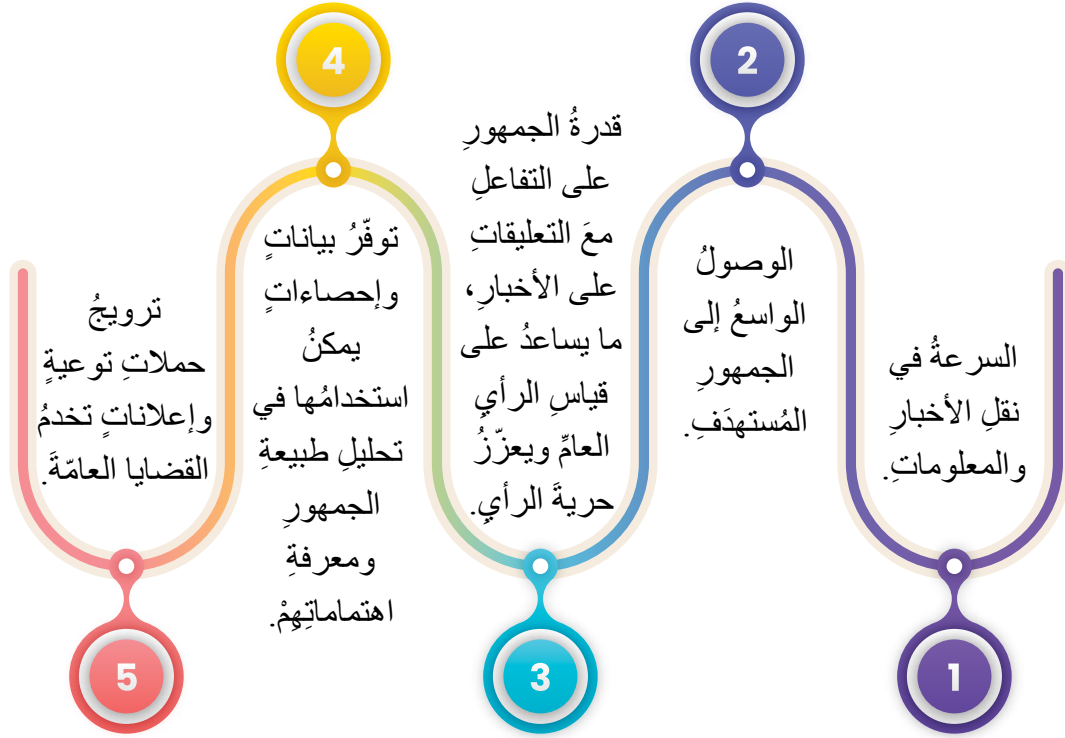 1
السرعةُ في
نقلِ الأخبارِ
والمعلوماتِ.
2
الوصولُ
الواسعُ إلى
الجمهورِ
المُستهدَفِ.
3
قدرةُ الجمهورِ
على التفاعلِ
معَ التعليقاتِ
على الأخبارِ،
ما يساعدُ على
قياسِ الرأيِ
العامِّ ويعزّزُ
حريةَ الرأيِ.
4
توفّرُ بياناتٍ
وإحصاءاتٍ
يمكنُ
استخدامُها في
تحليلِ طبيعةِ
الجمهورِ
ومعرفةِ
اهتماماتِهِمْ.
5
ترويجُ
حملاتِ توعيةٍ
وإعلاناتٍ تخدمُ
القضايا العامّةَ.